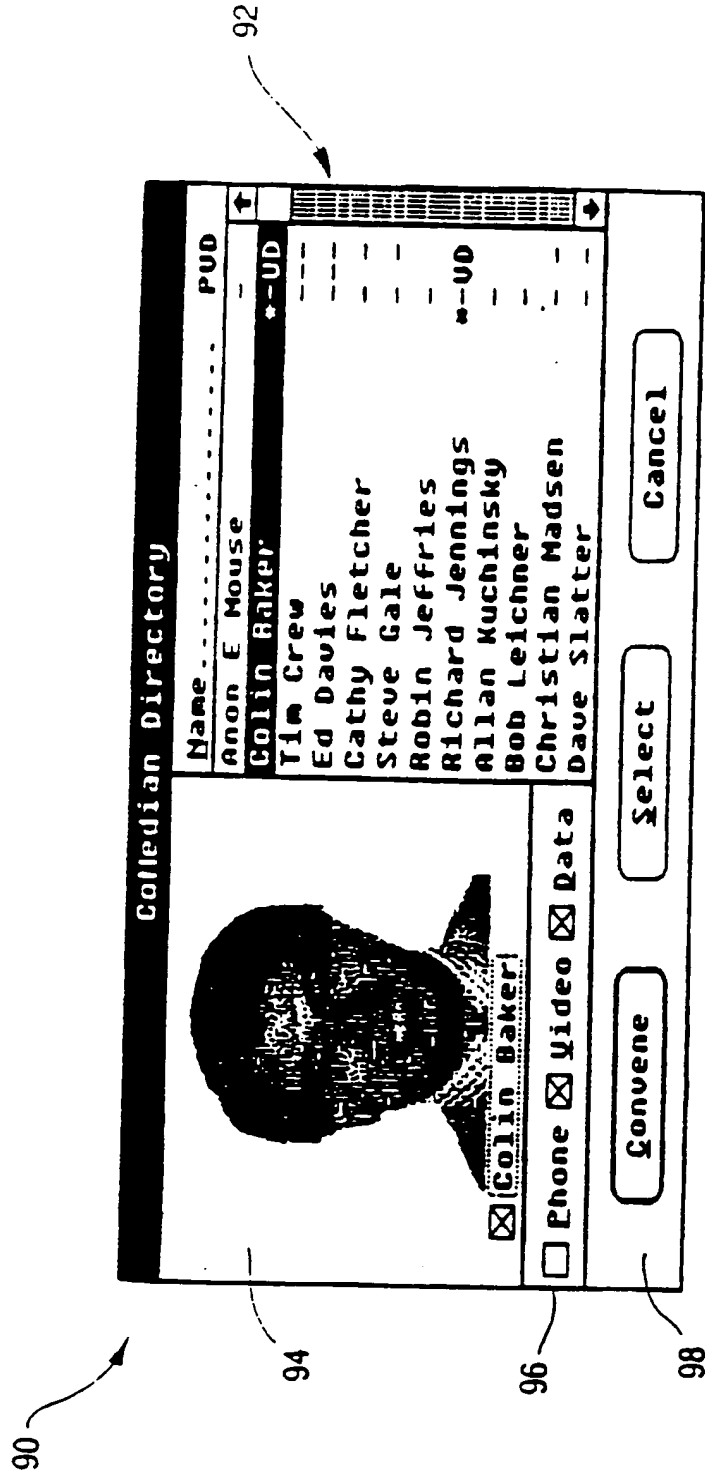 90
92
Colledian Directory
Name.................... PVD
Anon E Mouse -
Colin Baker *-UD
Tim Crew ---
Ed Davies ---
Cathy Fletcher - -
Steve Gale - -
Robin Jeffries -
Richard Jennings *-UD
Allan Kuchinsky -
Bob Leichner -
Christian Madsen - -
Dave Slatter - -
94
Colin Baker
96
Phone Video Data
98
Convene Select Cancel